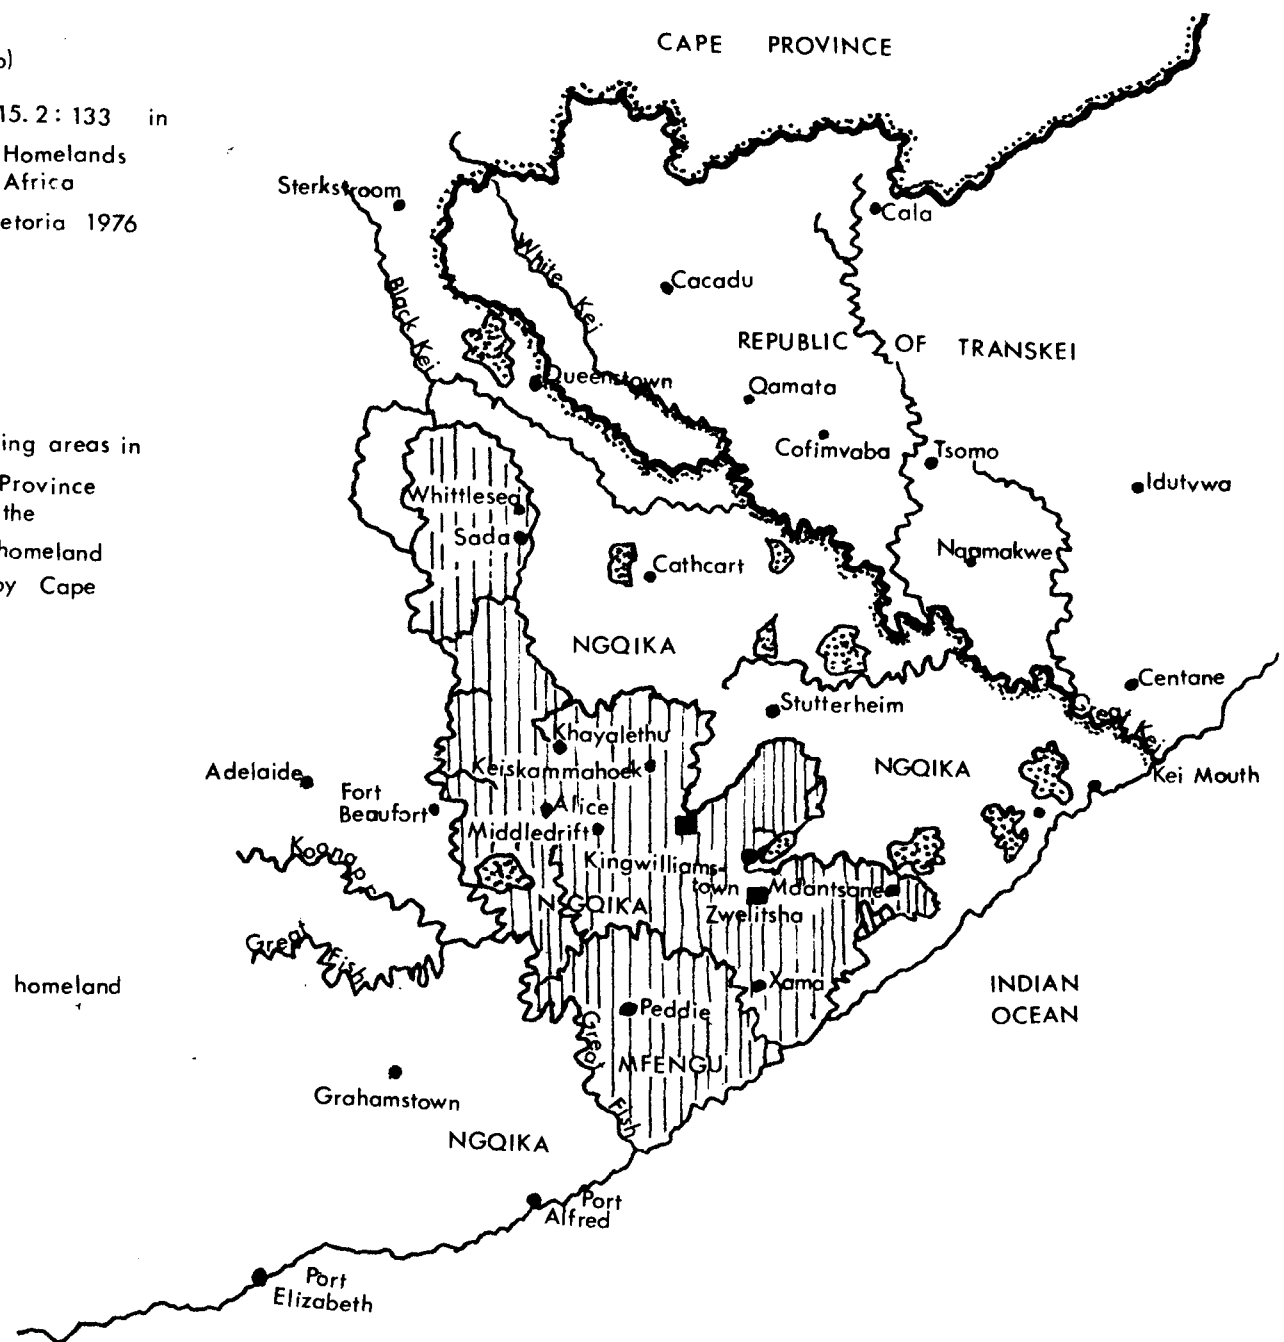 CAPE PROVINCE
15.2: 133 in
Homelands
Africa
etoria 1976
Sterkstroom
Cala
White Kei
Cacadu
Black Kei
REPUBLIC OF TRANSKEI
Queenstown
Qamata
ing areas in
Cofimvaba
Tsomo
Province
the
Whittlesea
Idutvwa
homeland
Sada
Nqamakwe
by Cape
Cathcart
NGQIKA
Centane
Stutterheim
Great Kei
Khayalethu
Keiskammahoek
NGQIKA
Kei Mouth
Adelaide
Fort
Beaufort
Alice
Middledrift
Koonap
Kingwilliams-
town
Mdantsane
NGQIKA
Zwelitsha
Great Fish
homeland
Xama
INDIAN
OCEAN
Peddie
Great Fish
MFENGU
Grahamstown
NGQIKA
Port
Alfred
Port
Elizabeth